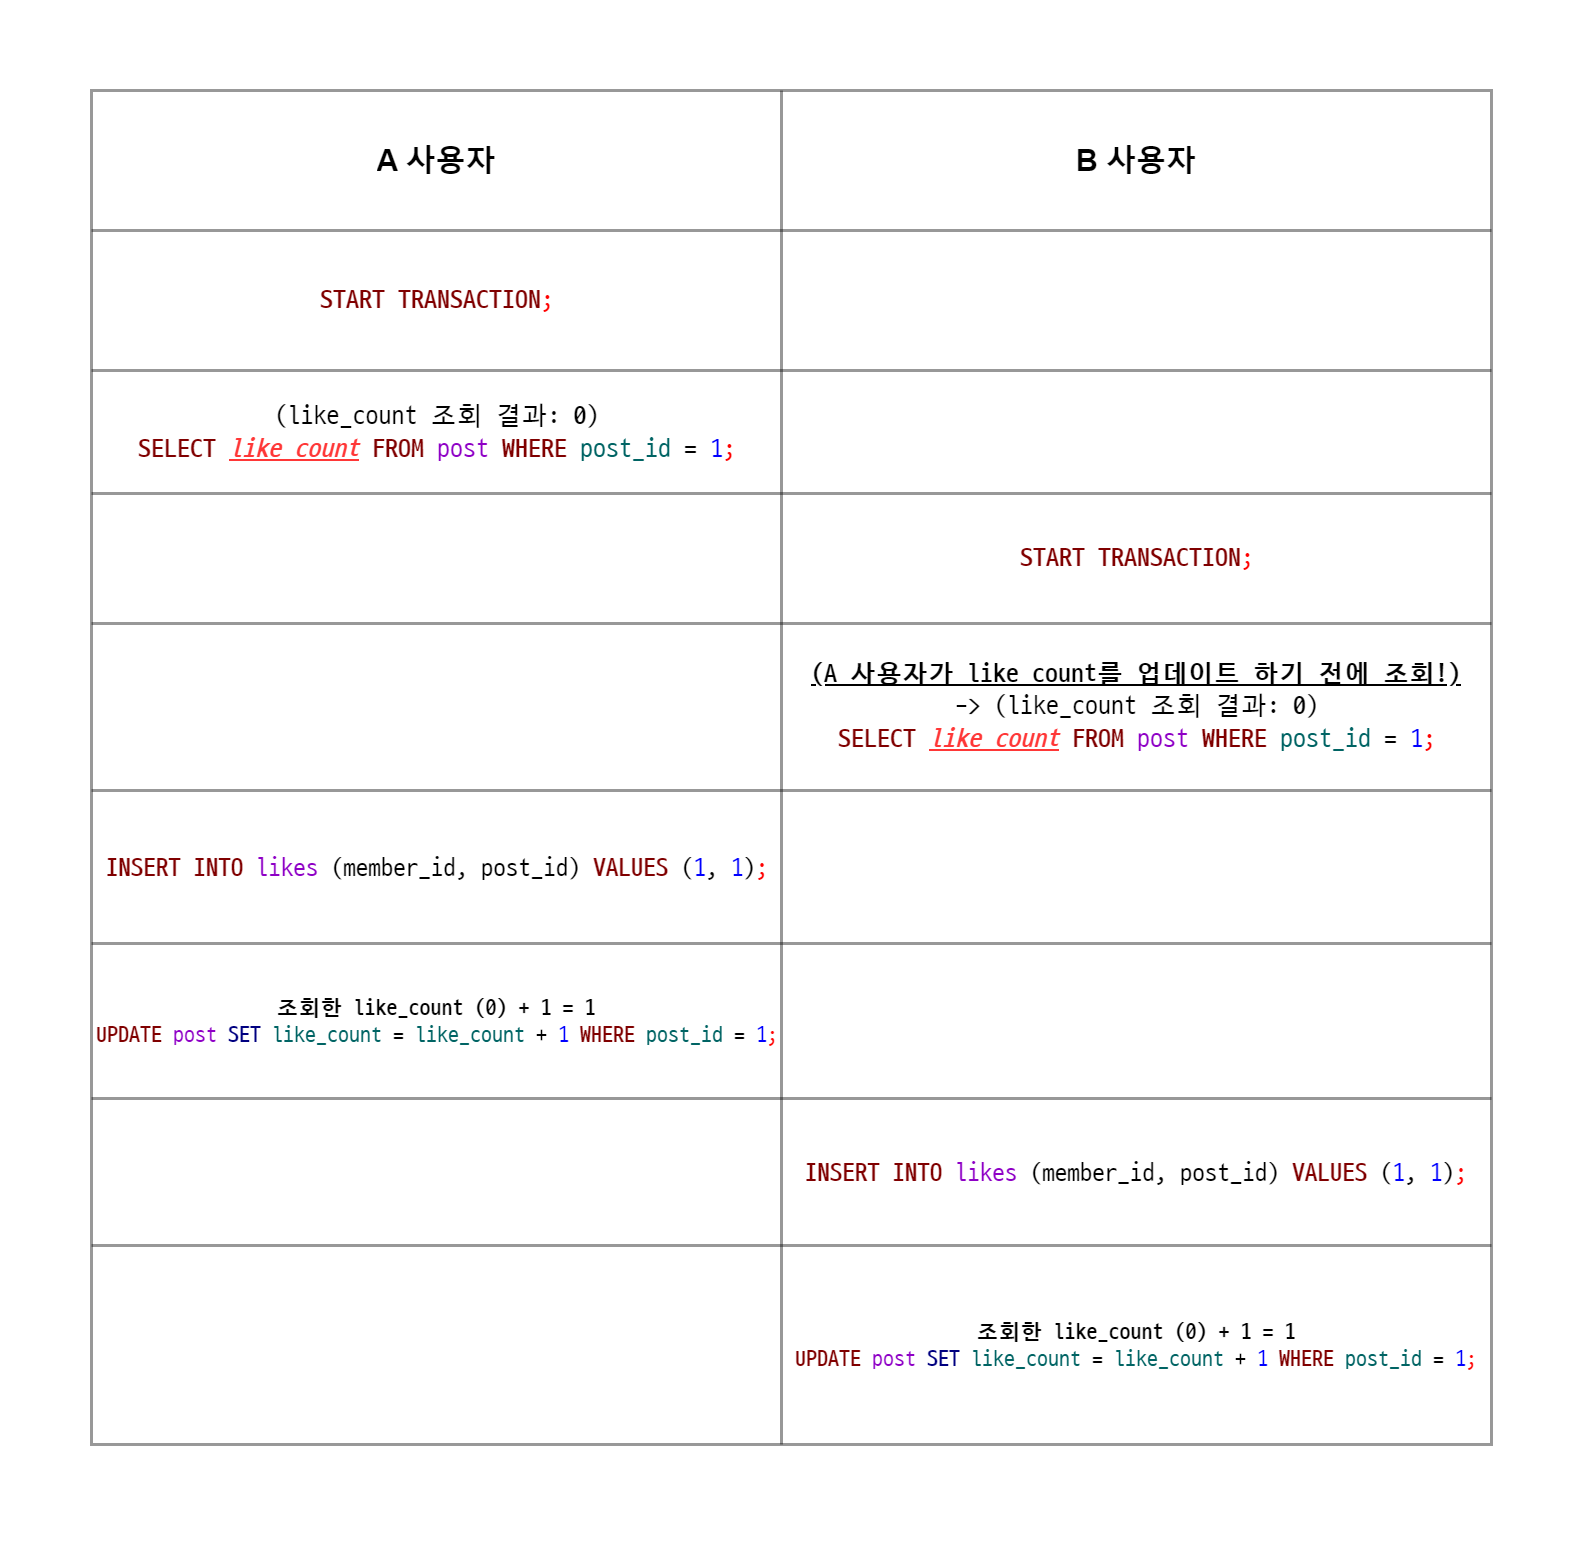 A 사용자
B 사용자
START TRANSACTION;
(like_count 조회 결과: 0)
SELECT like_count FROM post WHERE post_id = 1;
START TRANSACTION;
(A 사용자가 like_count를 업데이트 하기 전에 조회!)
-> (like_count 조회 결과: 0)
SELECT like_count FROM post WHERE post_id = 1;
INSERT INTO likes (member_id, post_id) VALUES (1, 1);
조회한 like_count (0) + 1 = 1
UPDATE post SET like_count = like_count + 1 WHERE post_id = 1;
INSERT INTO likes (member_id, post_id) VALUES (1, 1);
조회한 like_count (0) + 1 = 1
UPDATE post SET like_count = like_count + 1 WHERE post_id = 1;